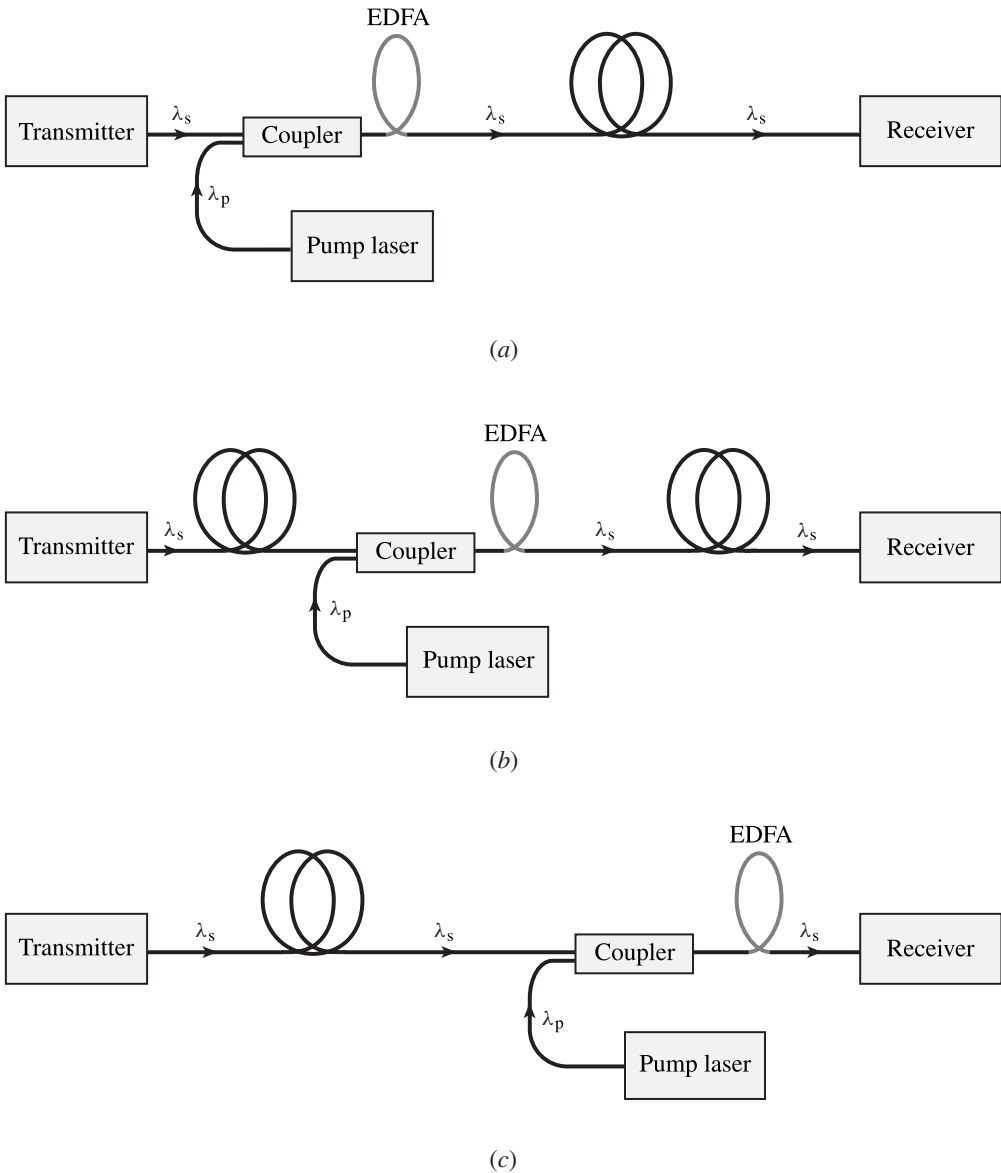 EDFA
λs λs λs
Transmitter Coupler Receiver
λp
Pump laser
(a)
EDFA
λs λs λs
Transmitter Coupler Receiver
λp
Pump laser
(b)
EDFA
λs λs λs
Transmitter Coupler Receiver
λp
Pump laser
(c)